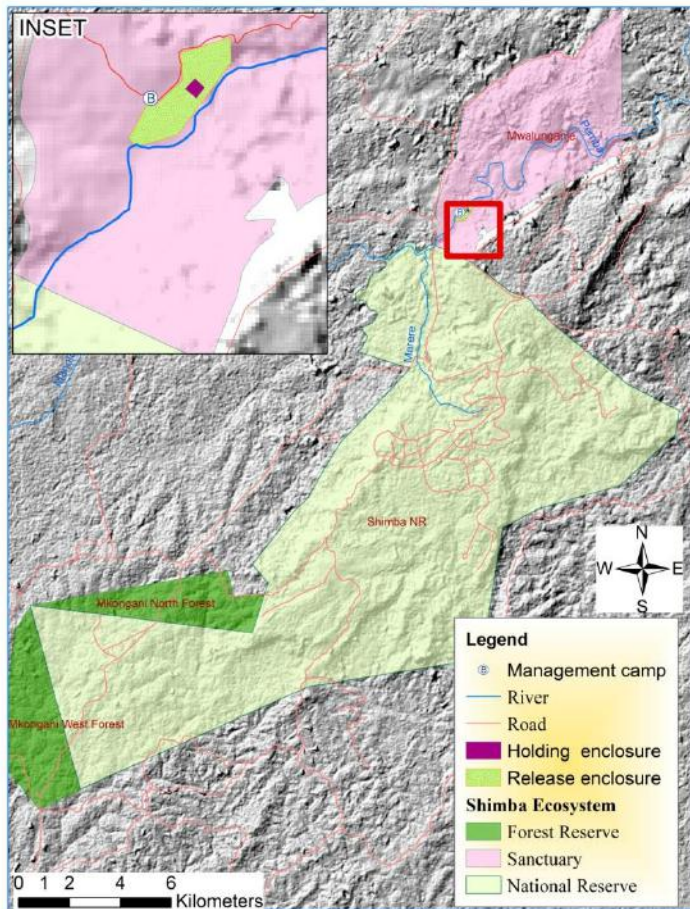 INSET
B
Mwaluganje
Pemba
B
Marere
Shimba NR
Mkongani North Forest
Mkongani West Forest
N
W E
S
Legend
B Management camp
River
Road
Holding enclosure
Release enclosure
Shimba Ecosystem
Forest Reserve
Sanctuary
National Reserve
0 1 2 4 6
Kilometers